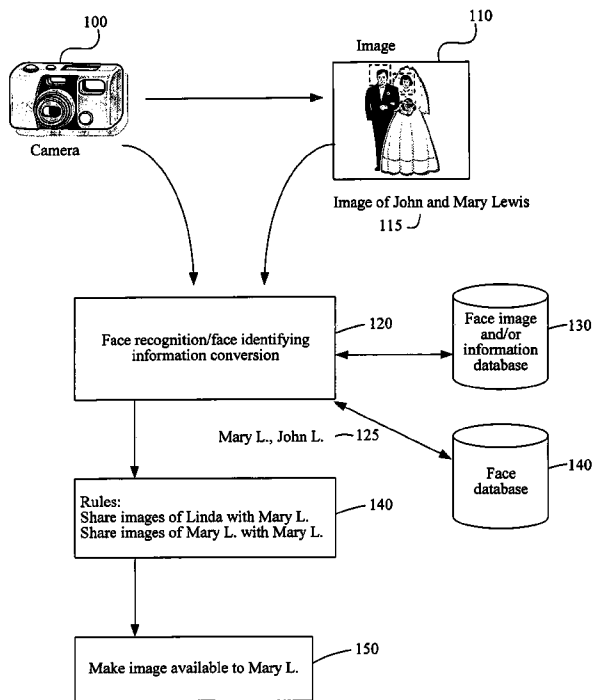 100
Camera
Image
110
Image of John and Mary Lewis
115
Face recognition/face identifying
information conversion
120
Face image
and/or
information
database
130
Mary L., John L.
125
Face
database
140
Rules:
Share images of Linda with Mary L.
Share images of Mary L. with Mary L.
140
Make image available to Mary L.
150